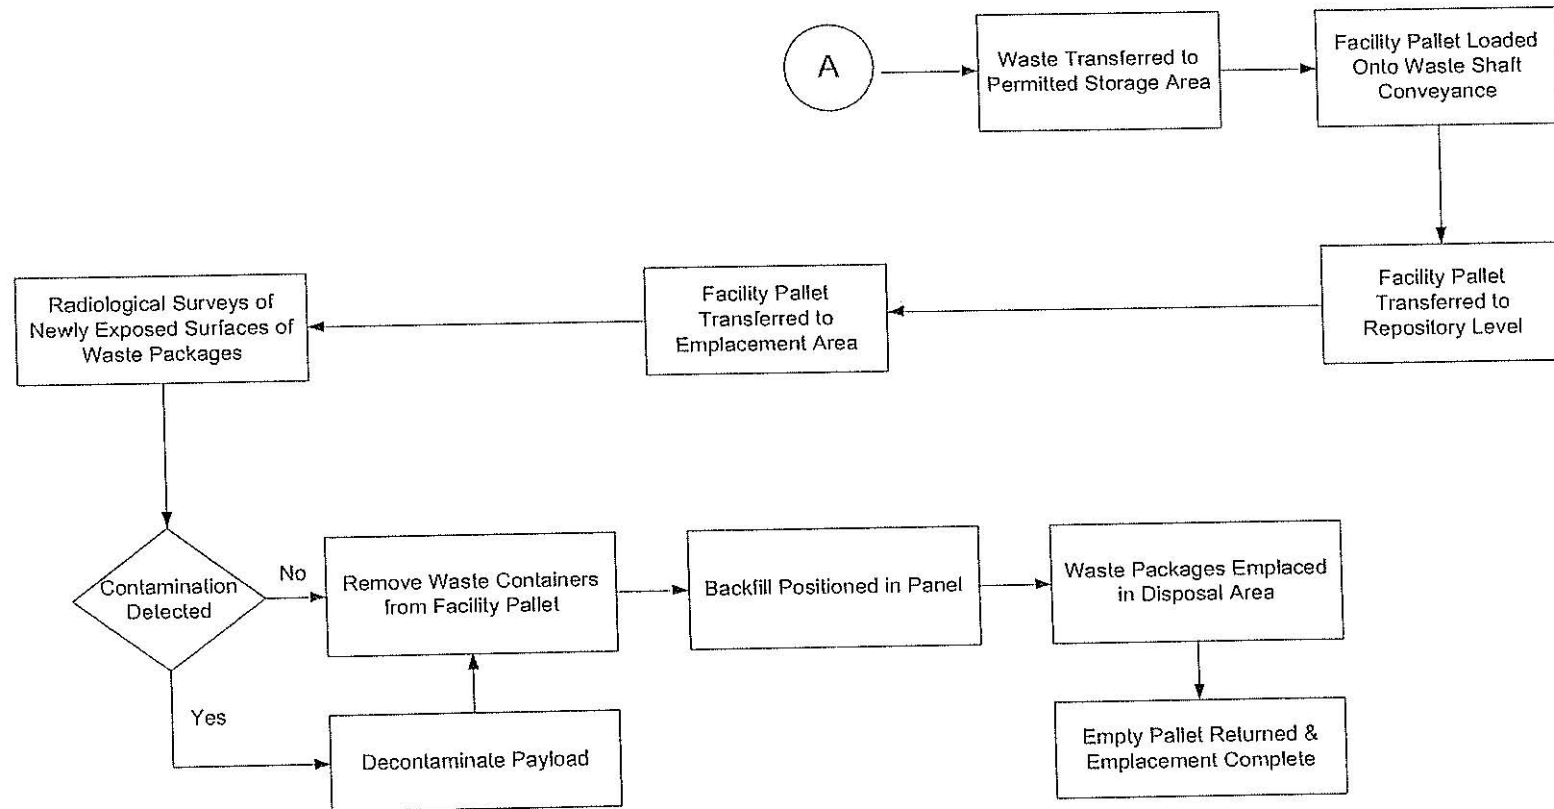 A
Waste Transferred to
Permitted Storage Area
Facility Pallet Loaded
Onto Waste Shaft
Conveyance
Facility Pallet
Transferred to
Repository Level
Facility Pallet
Transferred to
Emplacement Area
Radiological Surveys of
Newly Exposed Surfaces of
Waste Packages
Contamination
Detected
No
Yes
Decontaminate Payload
Remove Waste Containers
from Facility Pallet
Backfill Positioned in Panel
Waste Packages Emplaced
in Disposal Area
Empty Pallet Returned &
Emplacement Complete